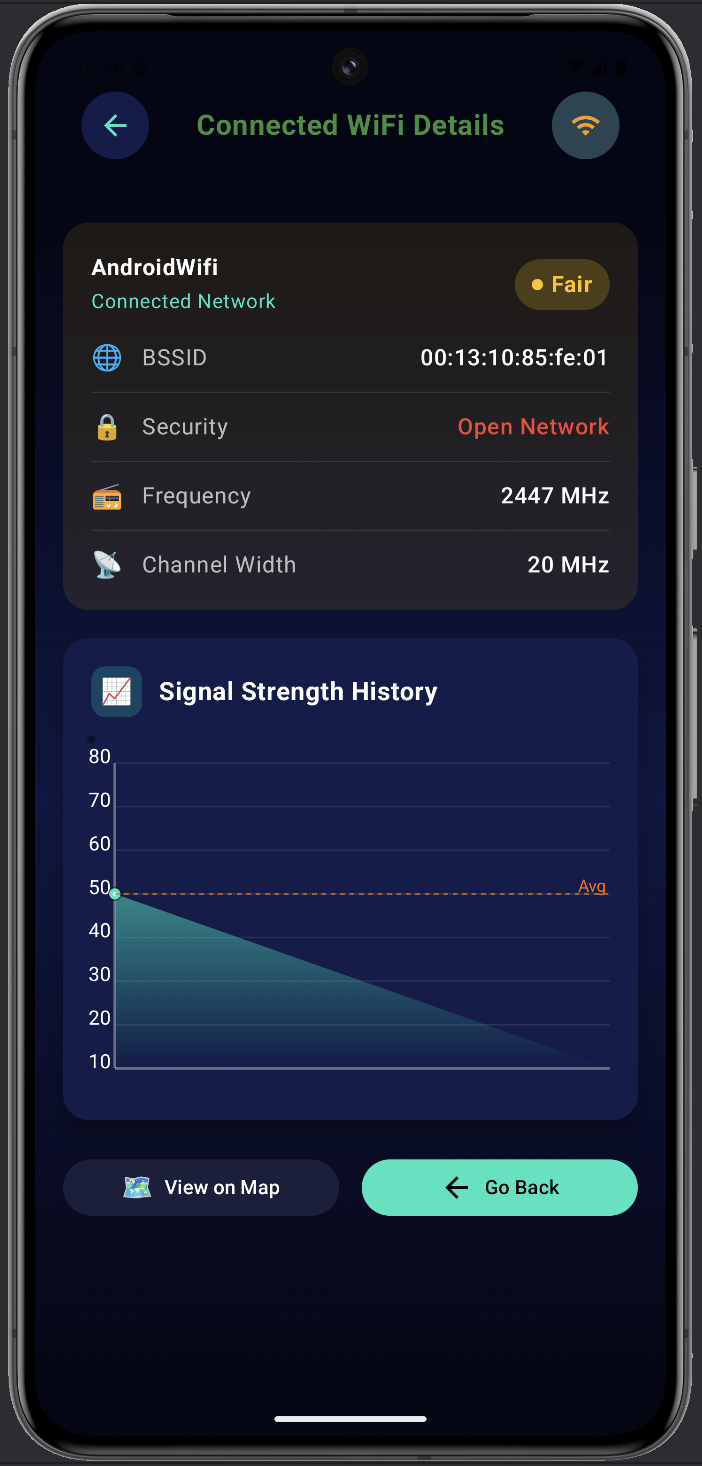 12:48
Connected WiFi Details
AndroidWifi
Connected Network
Fair
BSSID
00:13:10:85:fe:01
Security
Open Network
Frequency
2447 MHz
Channel Width
20 MHz
Signal Strength History
80
70
60
50
Avg
40
30
20
10
View on Map
Go Back